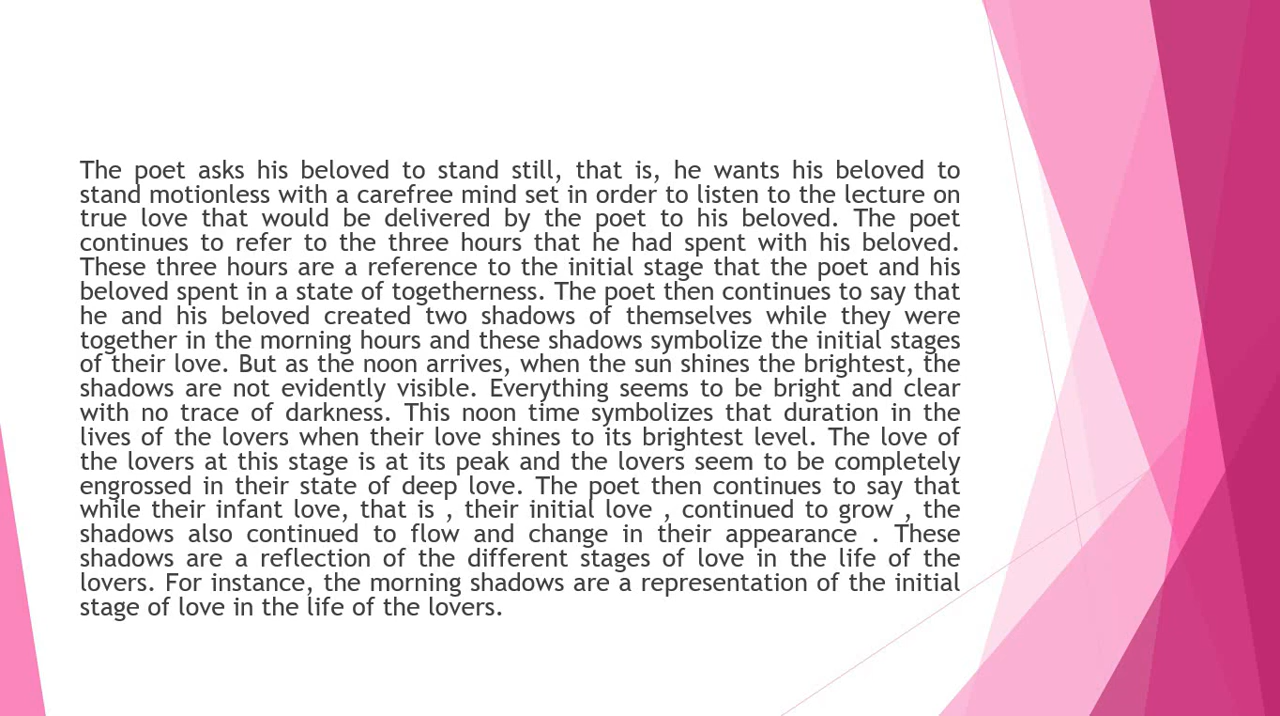 The poet asks his beloved to stand still, that is, he wants his beloved to
stand motionless with a carefree mind set in order to listen to the lecture on
true love that would be delivered by the poet to his beloved. The poet
continues to refer to the three hours that he had spent with his beloved.
These three hours are a reference to the initial stage that the poet and his
beloved spent in a state of togetherness. The poet then continues to say that
he and his beloved created two shadows of themselves while they were
together in the morning hours and these shadows symbolize the initial stages
of their love. But as the noon arrives, when the sun shines the brightest, the
shadows are not evidently visible. Everything seems to be bright and clear
with no trace of darkness. This noon time symbolizes that duration in the
lives of the lovers when their love shines to its brightest level. The love of
the lovers at this stage is at its peak and the lovers seem to be completely
engrossed in their state of deep love. The poet then continues to say that
while their infant love, that is , their initial love , continued to grow , the
shadows also continued to flow and change in their appearance . These
shadows are a reflection of the different stages of love in the life of the
lovers. For instance, the morning shadows are a representation of the initial
stage of love in the life of the lovers.